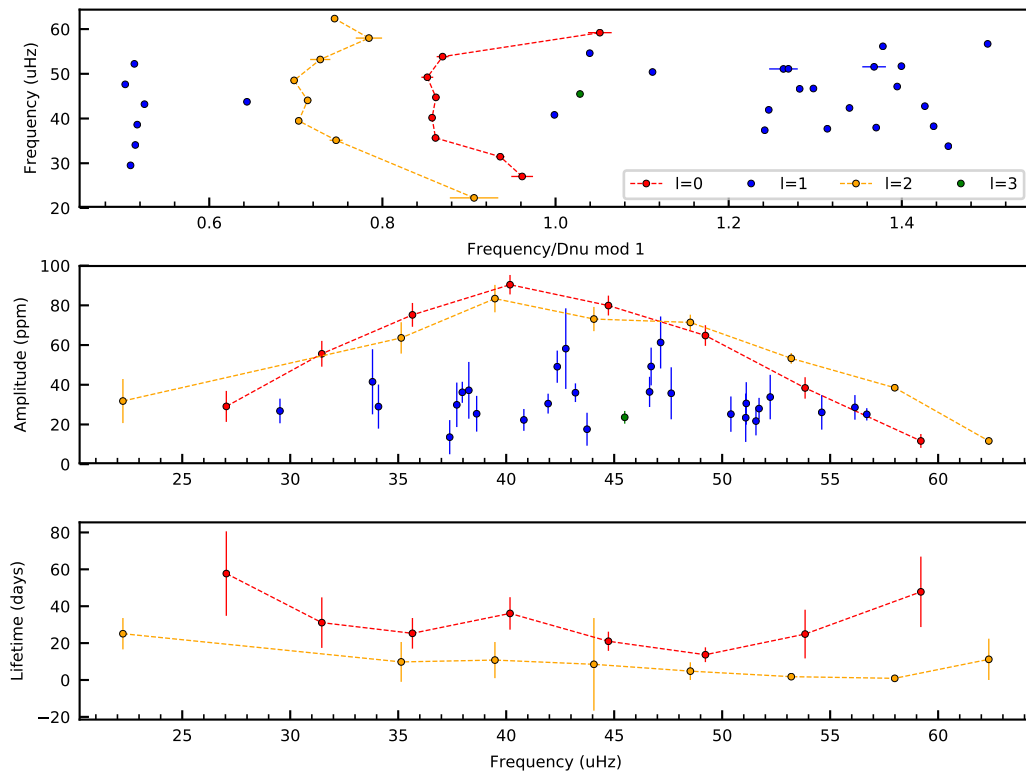 60
50
40
30
20
Frequency (uHz)
l=0 l=1 l=2 l=3
0.6 0.8 1.0 1.2 1.4
Frequency/Dnu mod 1
100
80
60
40
20
0
Amplitude (ppm)
25 30 35 40 45 50 55 60
80
60
40
20
0
−20
Lifetime (days)
25 30 35 40 45 50 55 60
Frequency (uHz)